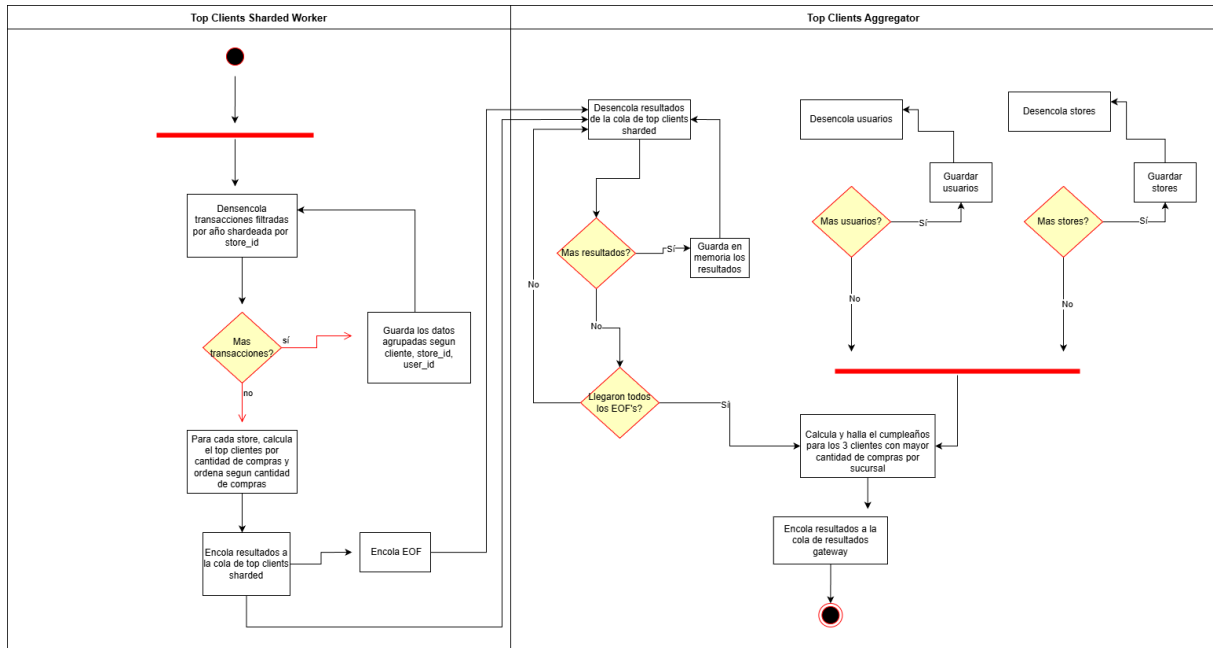 Top Clients Sharded Worker
Densencola
transacciones filtradas
por año shardeada por
store_id
Mas
transacciones?
sí
Guarda los datos
agrupadas segun
cliente, store_id,
user_id
no
Para cada store, calcula
el top clientes por
cantidad de compras y
ordena segun cantidad
de compras
Encola resultados a
la cola de top clients
sharded
Encola EOF
Top Clients Aggregator
Desencola resultados
de la cola de top clients
sharded
Mas resultados?
Sí
Guarda en
memoria los
resultados
No
No
Llegaron todos
los EOF's?
Sí
Desencola usuarios
Guardar
usuarios
Mas usuarios?
Sí
No
Desencola stores
Guardar
stores
Mas stores?
Sí
No
Calcula y halla el cumpleaños
para los 3 clientes con mayor
cantidad de compras por
sucursal
Encola resultados a la
cola de resultados
gateway